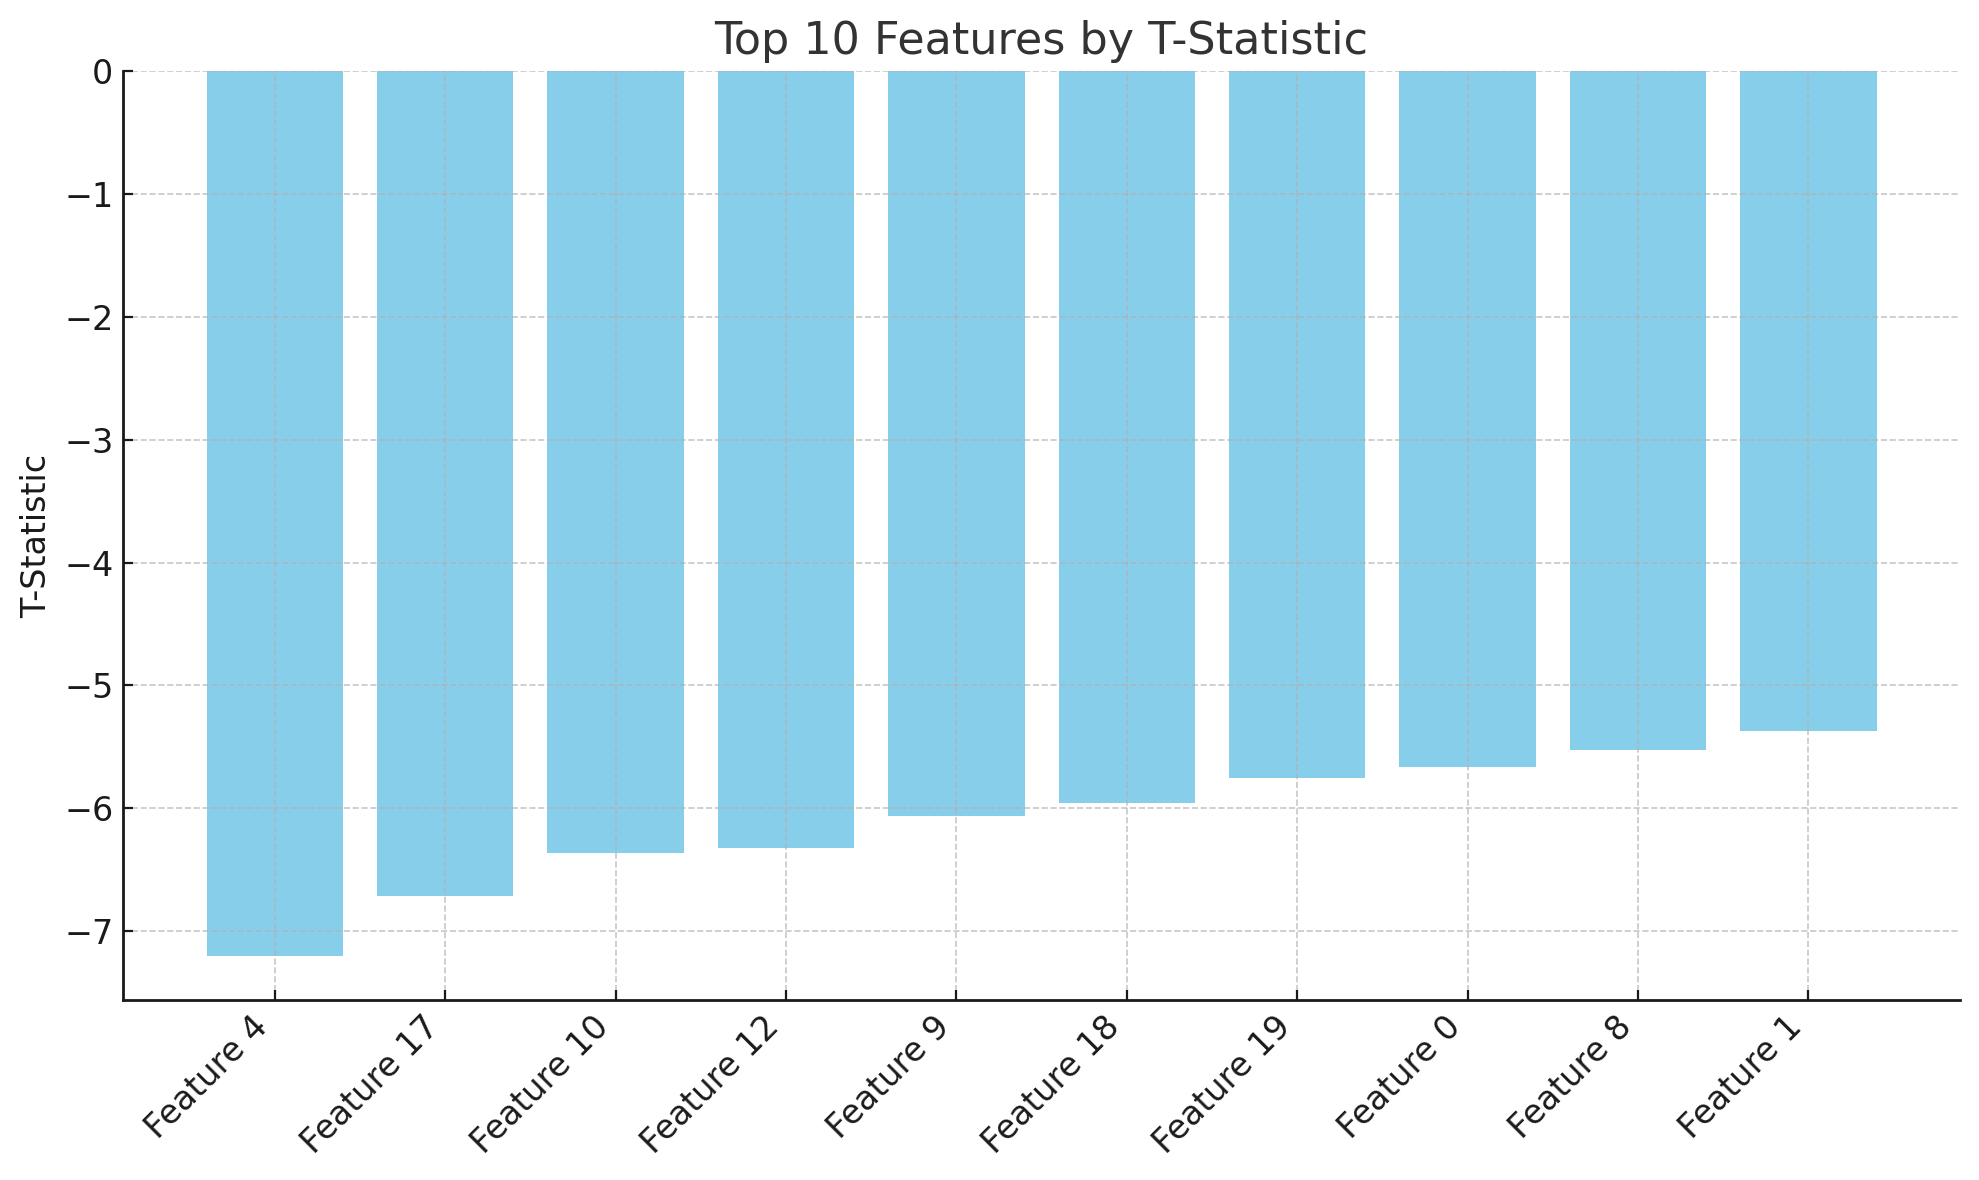 Top 10 Features by T-Statistic
T-Statistic
0
−1
−2
−3
−4
−5
−6
−7
Feature 4
Feature 17
Feature 10
Feature 12
Feature 9
Feature 18
Feature 19
Feature 0
Feature 8
Feature 1